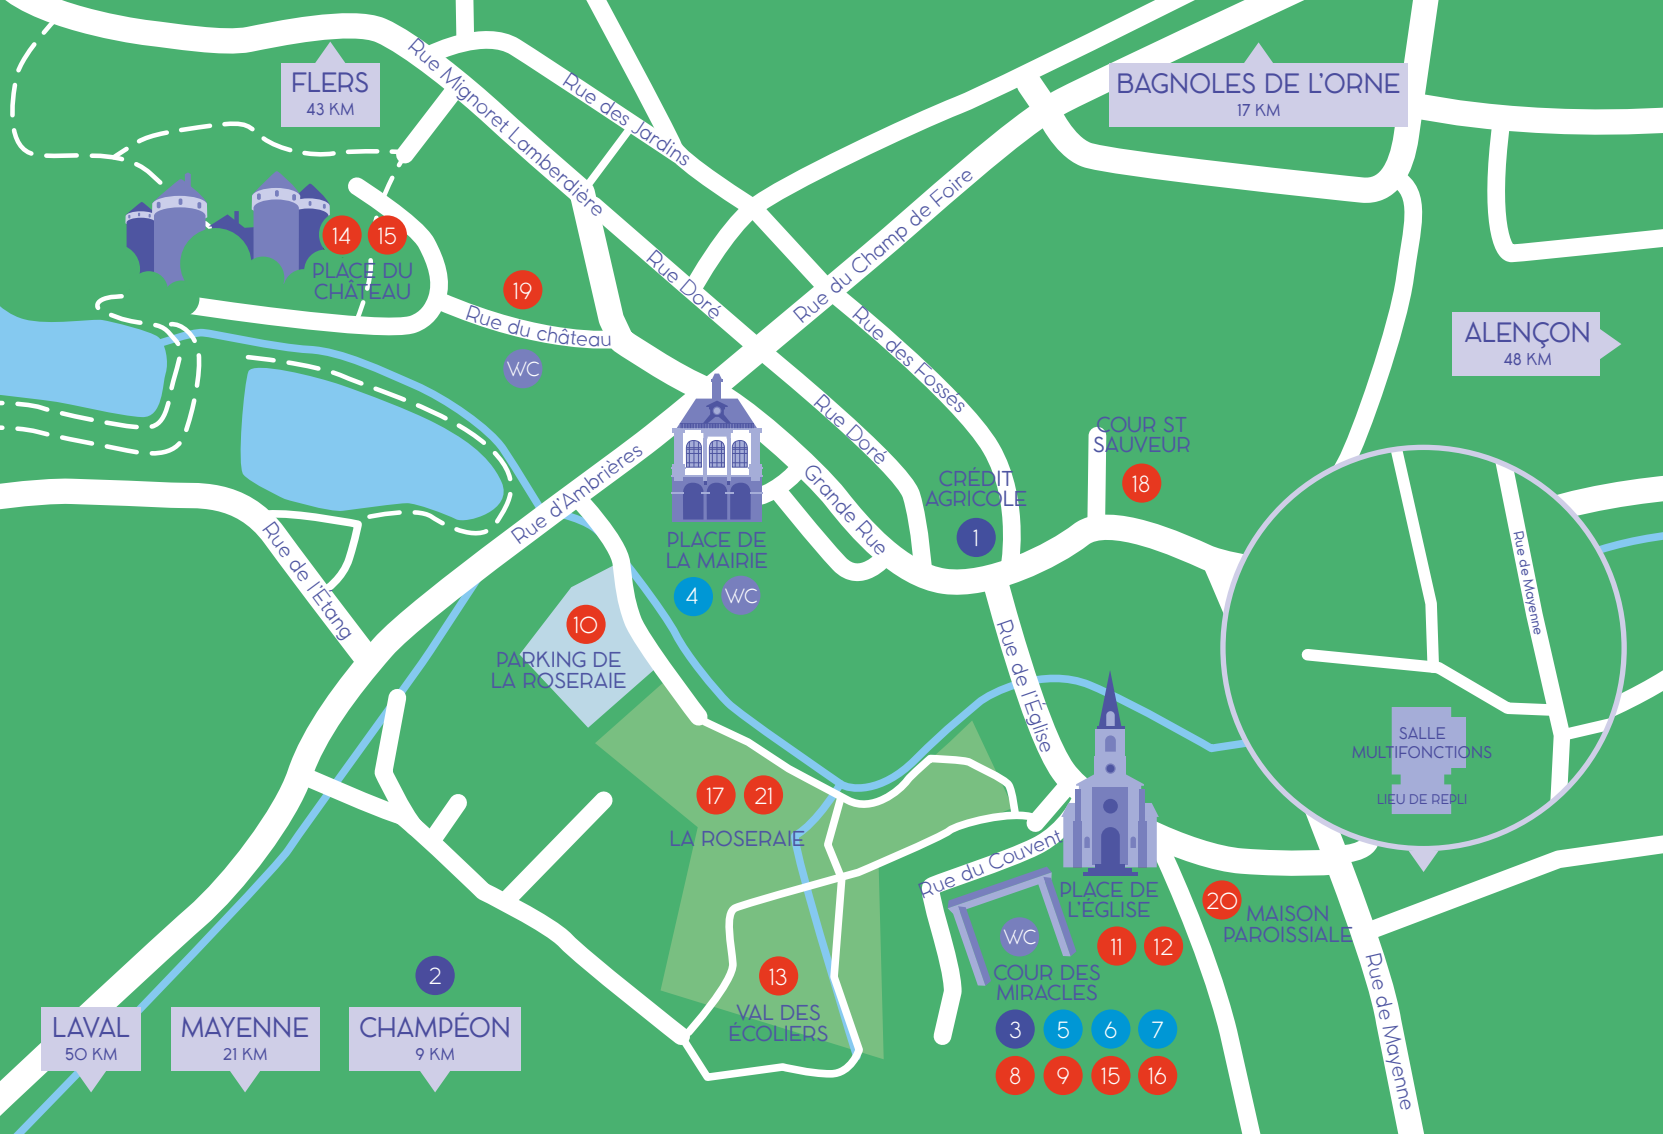 FLERS
43 KM
BAGNOLES DE L'ORNE
17 KM
Rue Mignoret Lamberdière
Rue des Jardins
14
15
PLACE DU
CHÂTEAU
19
Rue du château
WC
Rue Doré
Rue du Champ de Foire
Rue des Fossés
ALENÇON
48 KM
Rue Doré
COUR ST
SAUVEUR
18
Rue d'Ambrières
Grande Rue
CRÉDIT
AGRICOLE
1
Rue de l'Étang
PLACE DE
LA MAIRIE
4
WC
10
PARKING DE
LA ROSERAIE
Rue de l'Église
Rue de Mayenne
SALLE
MULTIFONCTIONS
LIEU DE REPLI
17
21
LA ROSERAIE
Rue du Couvent
PLACE DE
L'ÉGLISE
11
12
20
MAISON
PAROISSIALE
WC
COUR DES
MIRACLES
3
5
6
7
8
9
15
16
13
VAL DES
ÉCOLIERS
Rue de Mayenne
2
LAVAL
50 KM
MAYENNE
21 KM
CHAMPÉON
9 KM